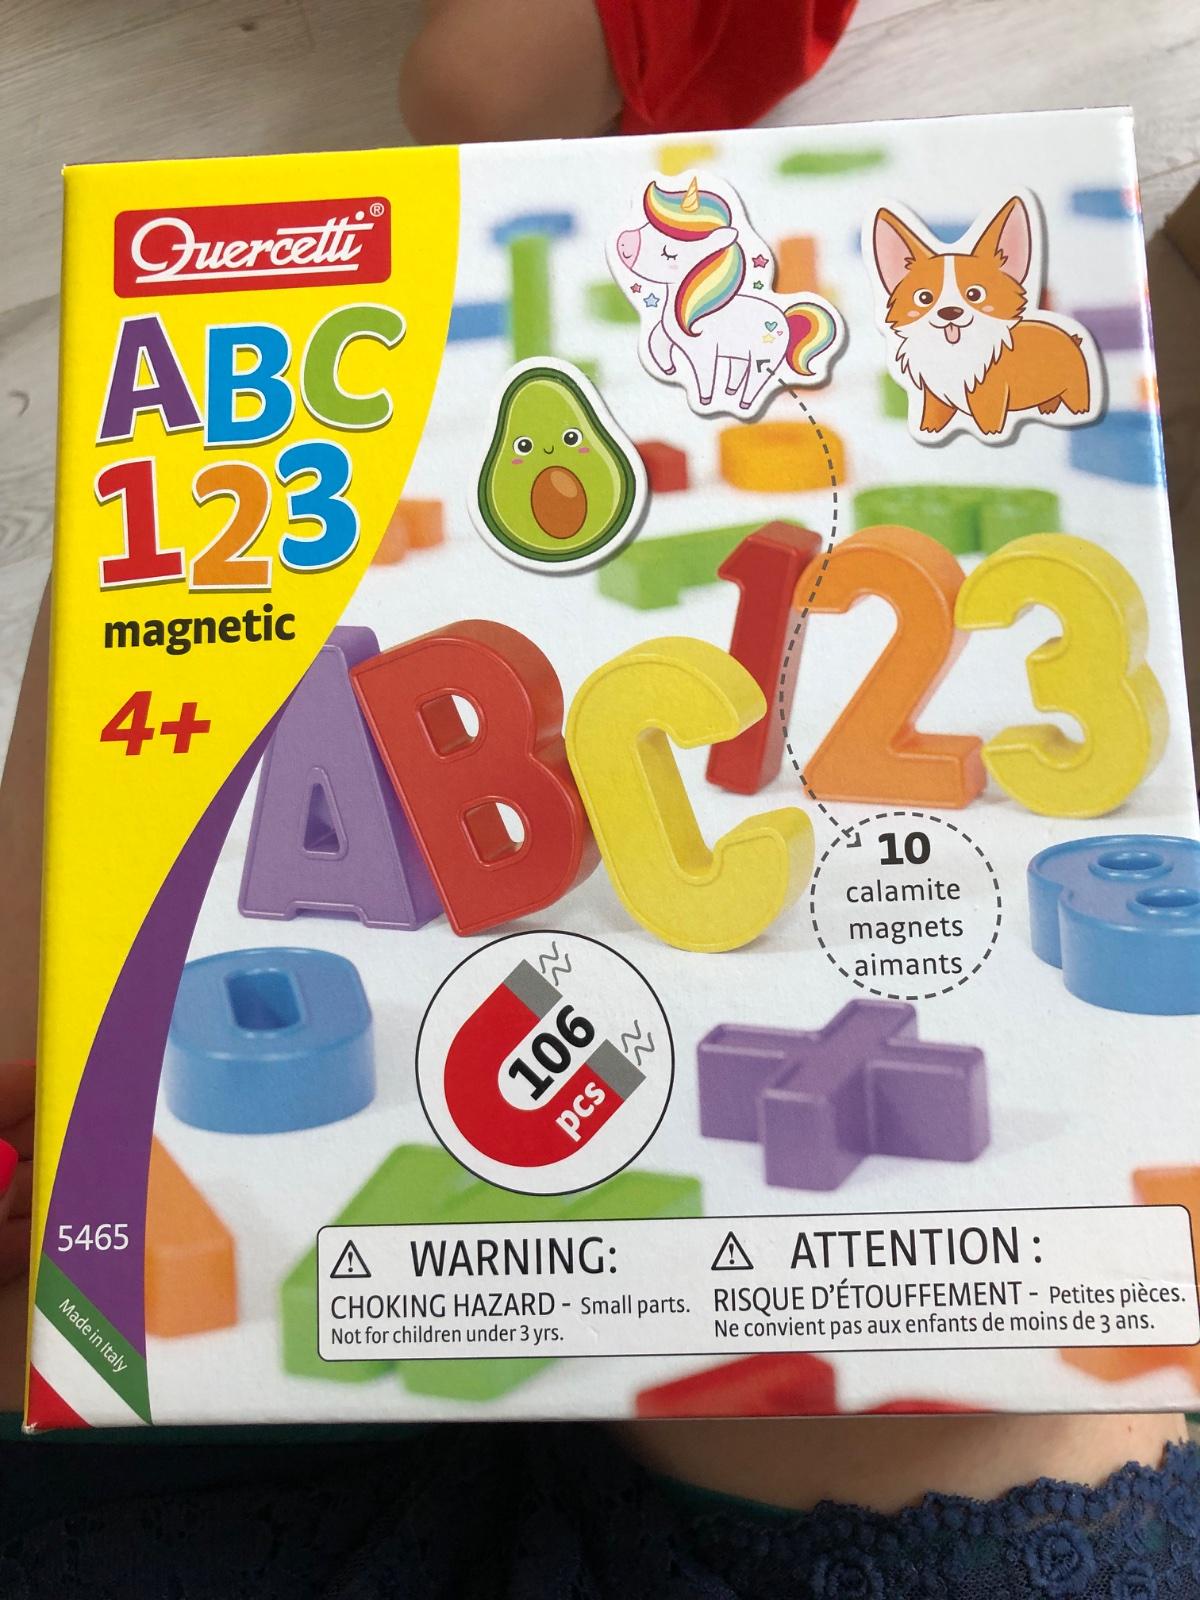 Quercetti®
ABC
123
magnetic
4+
ABC
123
10
calamite
magnets
aimants
106
pcs
5465
Made in Italy
⚠ WARNING:
CHOKING HAZARD - Small parts.
Not for children under 3 yrs.
⚠ ATTENTION :
RISQUE D'ÉTOUFFEMENT - Petites pièces.
Ne convient pas aux enfants de moins de 3 ans.